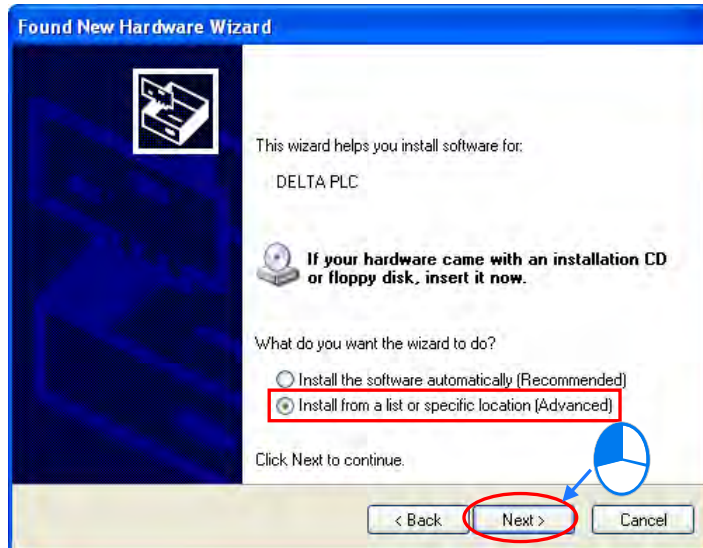 Found New Hardware Wizard
This wizard helps you install software for:
DELTA PLC
If your hardware came with an installation CD
or floppy disk, insert it now.
What do you want the wizard to do?
Install the software automatically (Recommended)
Install from a list or specific location (Advanced)
Click Next to continue.
< Back Next > Cancel